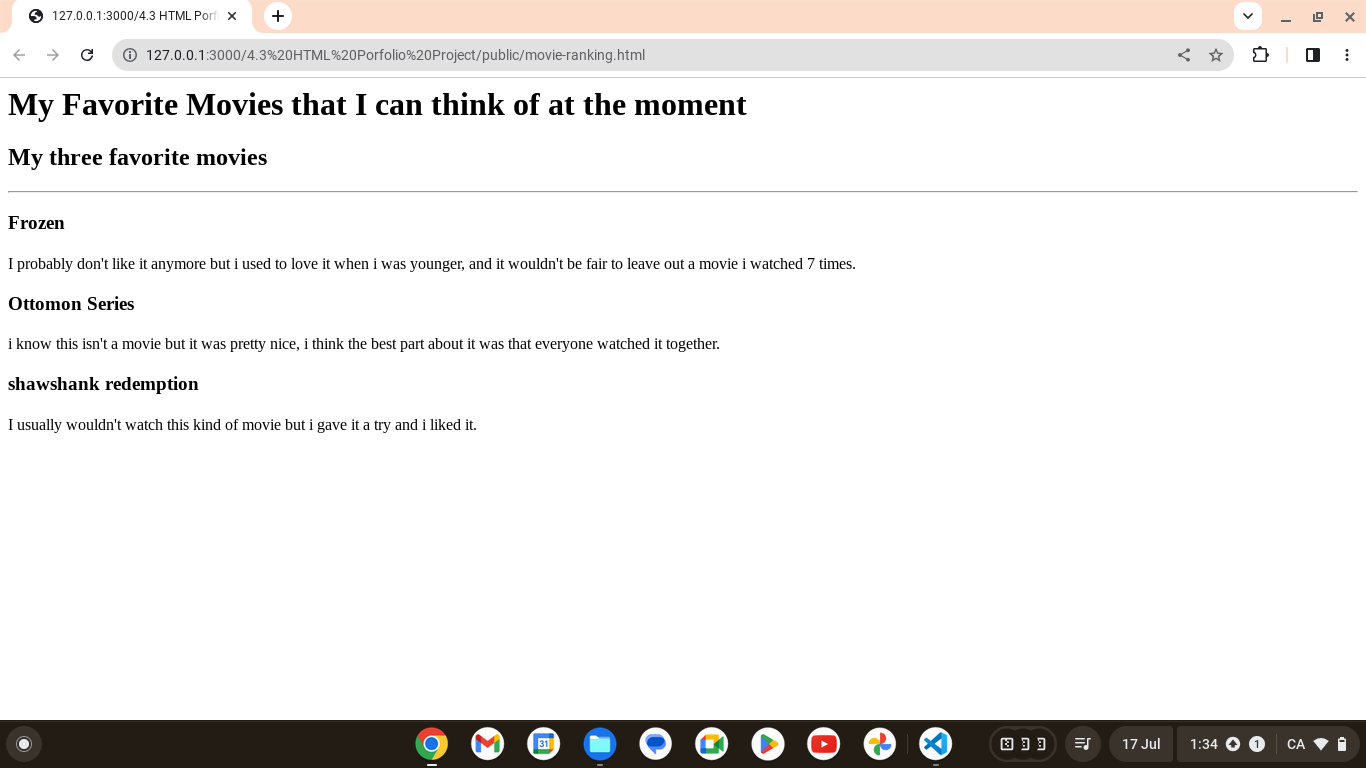 127.0.0.1:3000/4.3 HTML Porf
127.0.0.1:3000/4.3%20HTML%20Porfolio%20Project/public/movie-ranking.html
My Favorite Movies that I can think of at the moment
My three favorite movies
Frozen
I probably don't like it anymore but i used to love it when i was younger, and it wouldn't be fair to leave out a movie i watched 7 times.
Ottomon Series
i know this isn't a movie but it was pretty nice, i think the best part about it was that everyone watched it together.
shawshank redemption
I usually wouldn't watch this kind of movie but i gave it a try and i liked it.
31
17 Jul
1:34
1
CA